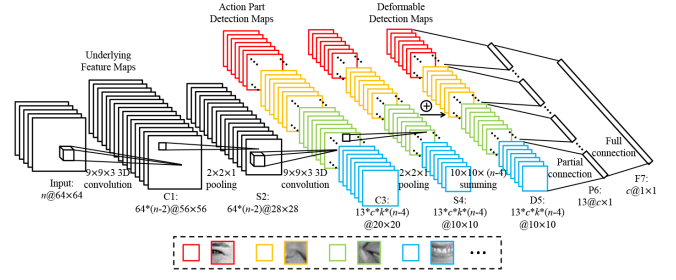 Action Part
Detection Maps
Deformable
Detection Maps
Underlying
Feature Maps
Input:
n@64×64
9×9×3 3D
convolution
C1:
64*(n-2)@56×56
2×2×1
pooling
S2:
64*(n-2)@28×28
9×9×3 3D
convolution
C3:
13*c*k*(n-4)
@20×20
2×2×1
pooling
S4:
13*c*k*(n-4)
@10×10
10×10×(n-4)
summing
D5:
13*c*k*(n-4)
@10×10
Partial
connection
P6:
13@c×1
Full
connection
F7:
c@1×1